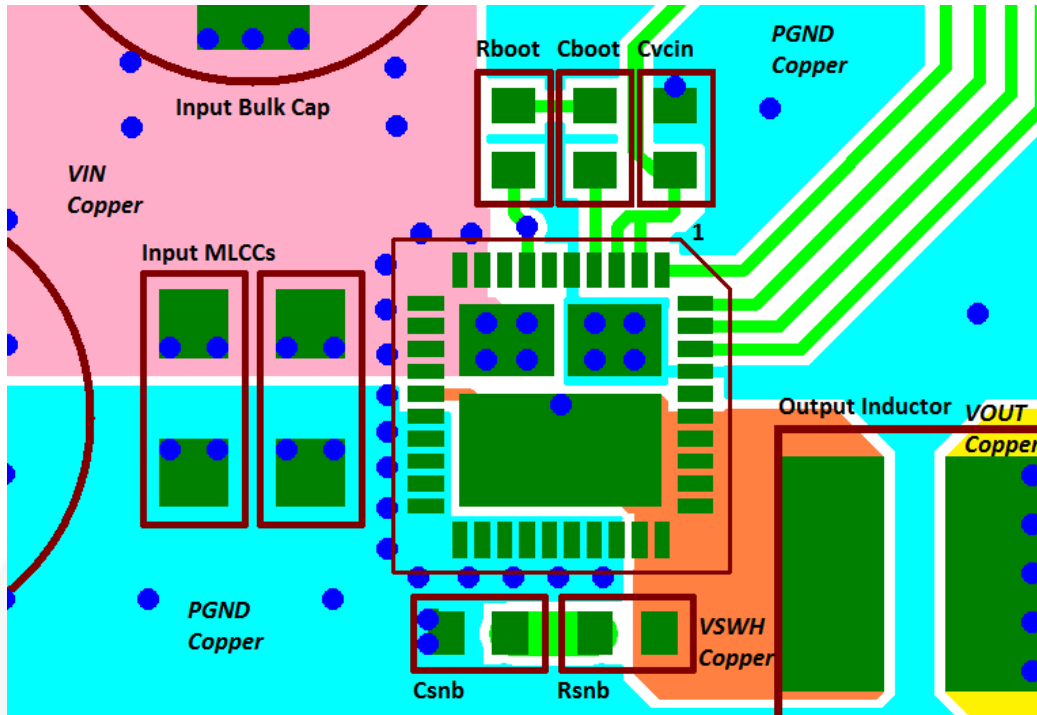 Rboot Cboot Cvcin
PGND
Copper
Input Bulk Cap
VIN
Copper
1
Input MLCCs
Output Inductor
VOUT
Copper
PGND
Copper
VSWH
Copper
Csnb
Rsnb